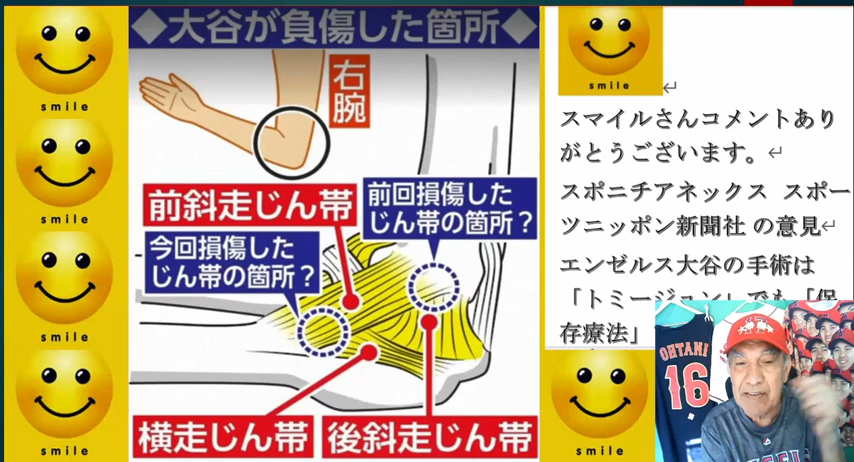 smile
smile
smile
smile
◆大谷が負傷した箇所◆
右腕
前斜走じん帯
前回損傷した
じん帯の箇所？
今回損傷した
じん帯の箇所？
横走じん帯
後斜走じん帯
smile
スマイルさんコメントあり
がとうございます。
スポニチアネックス スポー
ツニッポン新聞社 の意見
エンゼルス大谷の手術は
「トミージョン」でも「保
存療法」
smile
OHTANI
16